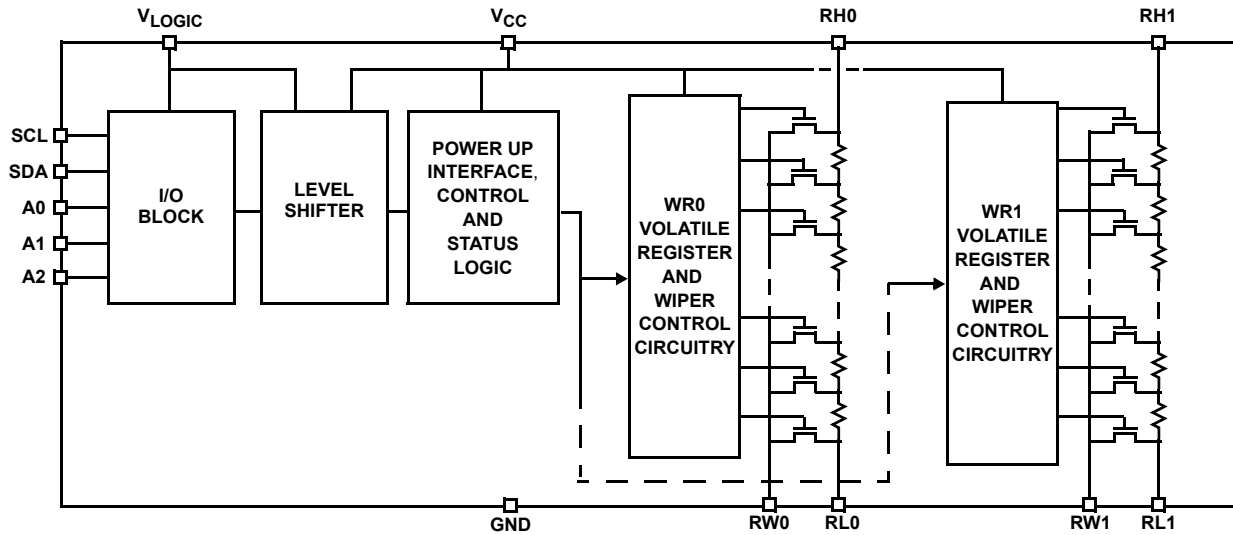 VLOGIC
VCC
RH0
RH1
SCL
SDA
A0
A1
A2
I/O
BLOCK
LEVEL
SHIFTER
POWER UP
INTERFACE,
CONTROL
AND
STATUS
LOGIC
WR0
VOLATILE
REGISTER
AND
WIPER
CONTROL
CIRCUITRY
WR1
VOLATILE
REGISTER
AND
WIPER
CONTROL
CIRCUITRY
GND
RW0
RL0
RW1
RL1